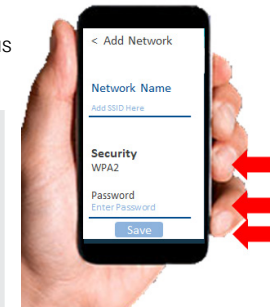 < Add Network
Network Name
Add SSID Here
Security
WPA2
Password
Enter Password
Save